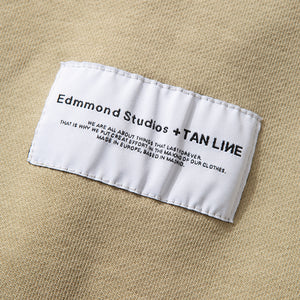 Edmmond Studios + TAN LIИE
WE ARE ALL ABOUT THINGS THAT LAST FOREVER.
THAT IS WHY WE PUT GREAT EFFORT IN THE MAKING OF OUR CLOTHES.
MADE IN EUROPE, BASED IN MADRID.